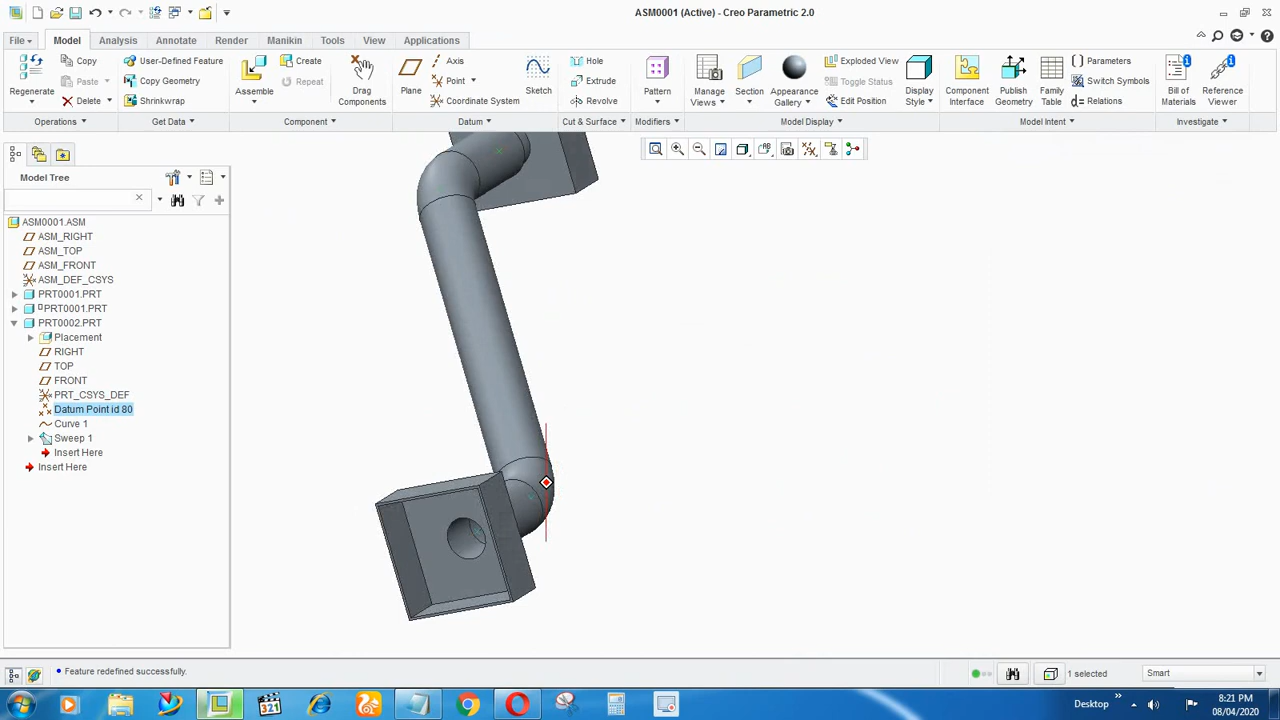 ASM0001 (Active) - Creo Parametric 2.0
File Model Analysis Annotate Render Manikin Tools View Applications
Regenerate
Copy
Paste
Delete
Operations
User-Defined Feature
Copy Geometry
Shrinkwrap
Get Data
Assemble
Create
Repeat
Drag
Components
Component
Plane
Axis
Point
Coordinate System
Sketch
Datum
Hole
Extrude
Revolve
Cut & Surface
Pattern
Modifiers
Manage
Views
Section
Appearance
Gallery
Exploded View
Toggle Status
Edit Position
Display
Style
Model Display
Component
Interface
Publish
Geometry
Family
Table
Parameters
Switch Symbols
d= Relations
Model Intent
Bill of
Materials
Reference
Viewer
Investigate
Model Tree
ASM0001.ASM
ASM_RIGHT
ASM_TOP
ASM_FRONT
ASM_DEF_CSYS
PRT0001.PRT
PRT0001.PRT
PRT0002.PRT
Placement
RIGHT
TOP
FRONT
PRT_CSYS_DEF
Datum Point id 80
Curve 1
Sweep 1
Insert Here
Insert Here
Feature redefined successfully.
1 selected
Smart
321
Desktop
8:21 PM
08/04/2020